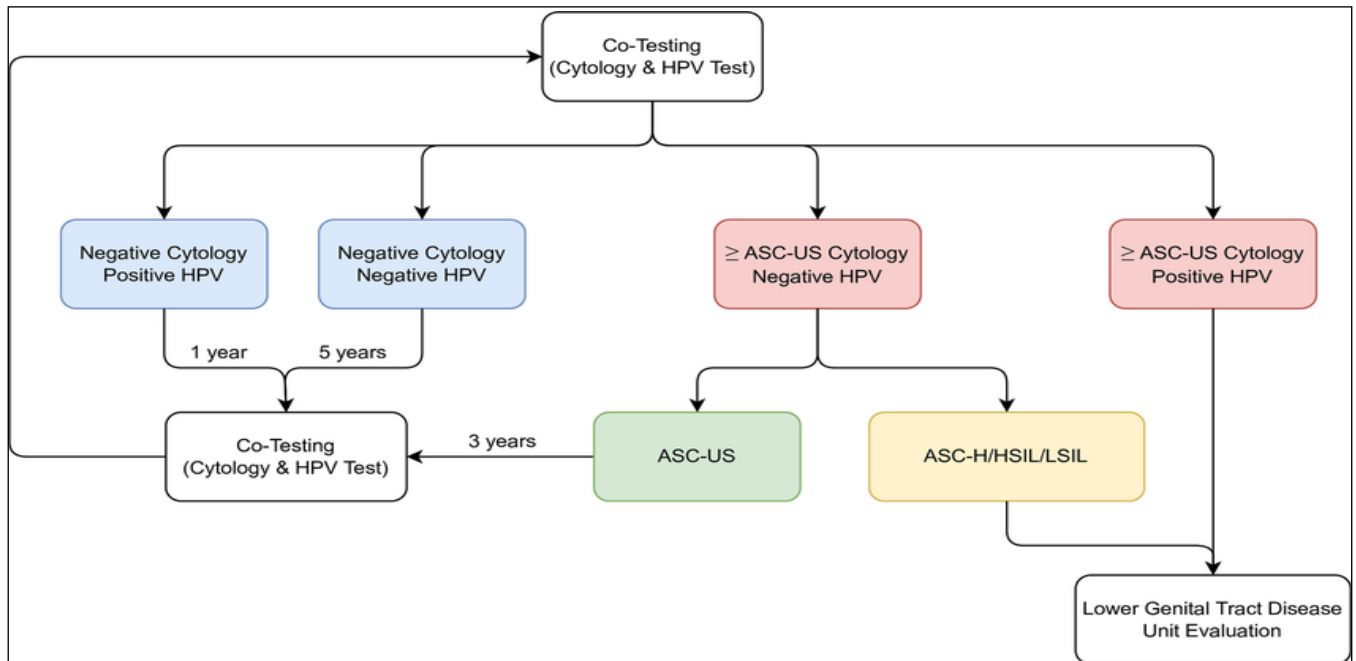 Co-Testing
(Cytology & HPV Test)
Negative Cytology
Positive HPV
Negative Cytology
Negative HPV
≥ ASC-US Cytology
Negative HPV
≥ ASC-US Cytology
Positive HPV
1 year
5 years
Co-Testing
(Cytology & HPV Test)
3 years
ASC-US
ASC-H/HSIL/LSIL
Lower Genital Tract Disease
Unit Evaluation